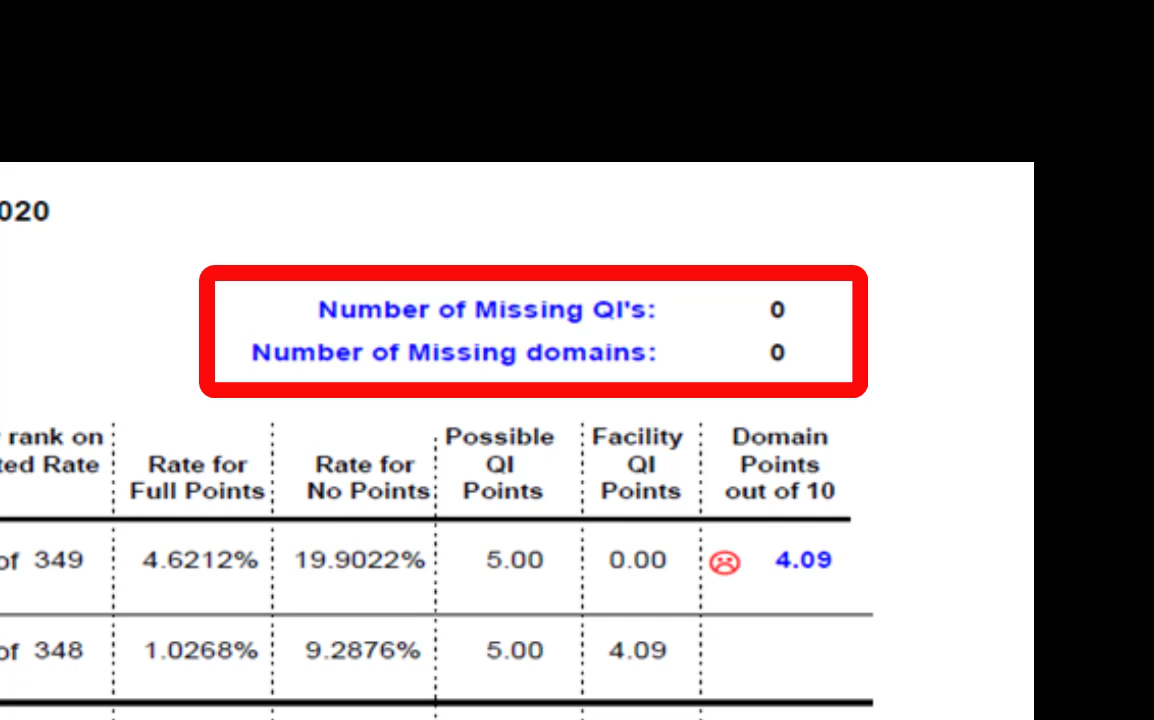 020
Number of Missing QI's: 0
Number of Missing domains: 0
rank on
ted Rate
Rate for
Full Points
Rate for
No Points
Possible
QI
Points
Facility
QI
Points
Domain
Points
out of 10
of 349 4.6212% 19.9022% 5.00 0.00 4.09
of 348 1.0268% 9.2876% 5.00 4.09